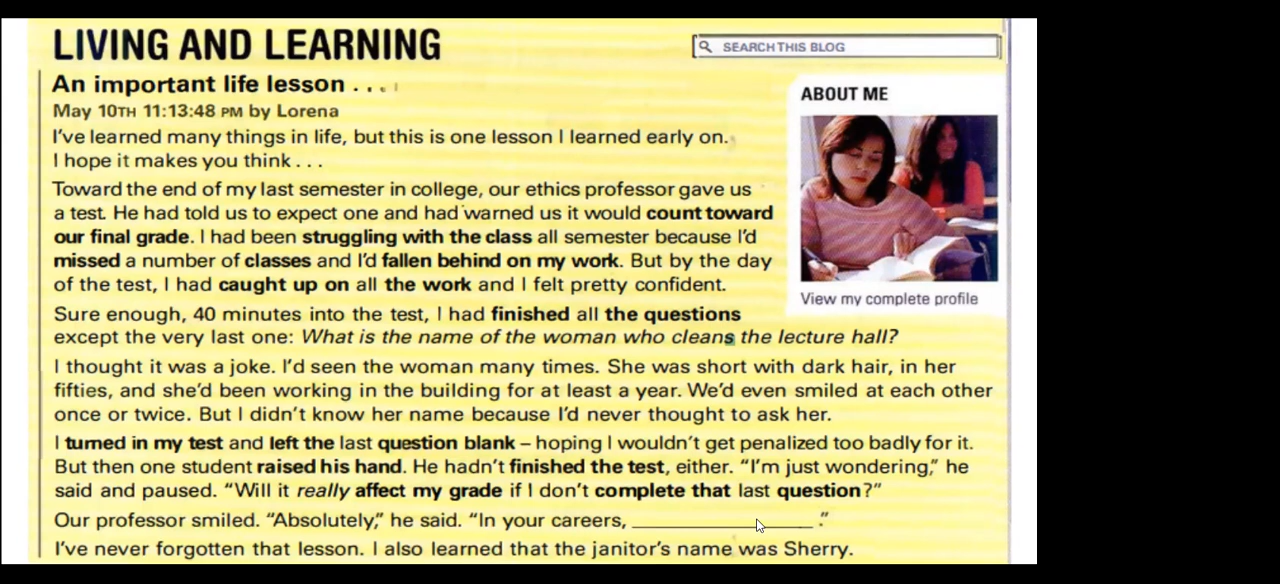 LIVING AND LEARNING
SEARCH THIS BLOG
An important life lesson . . .
May 10TH 11:13:48 PM by Lorena
I've learned many things in life, but this is one lesson I learned early on.
I hope it makes you think . . .
Toward the end of my last semester in college, our ethics professor gave us
a test. He had told us to expect one and had warned us it would count toward
our final grade. I had been struggling with the class all semester because I'd
missed a number of classes and I'd fallen behind on my work. But by the day
of the test, I had caught up on all the work and I felt pretty confident.
Sure enough, 40 minutes into the test, I had finished all the questions
except the very last one: What is the name of the woman who cleans the lecture hall?
I thought it was a joke. I'd seen the woman many times. She was short with dark hair, in her
fifties, and she'd been working in the building for at least a year. We'd even smiled at each other
once or twice. But I didn't know her name because I'd never thought to ask her.
I turned in my test and left the last question blank – hoping I wouldn't get penalized too badly for it.
But then one student raised his hand. He hadn't finished the test, either. "I'm just wondering," he
said and paused. "Will it really affect my grade if I don't complete that last question?"
Our professor smiled. "Absolutely," he said. "In your careers, ________________ ."
I've never forgotten that lesson. I also learned that the janitor's name was Sherry.
ABOUT ME
View my complete profile